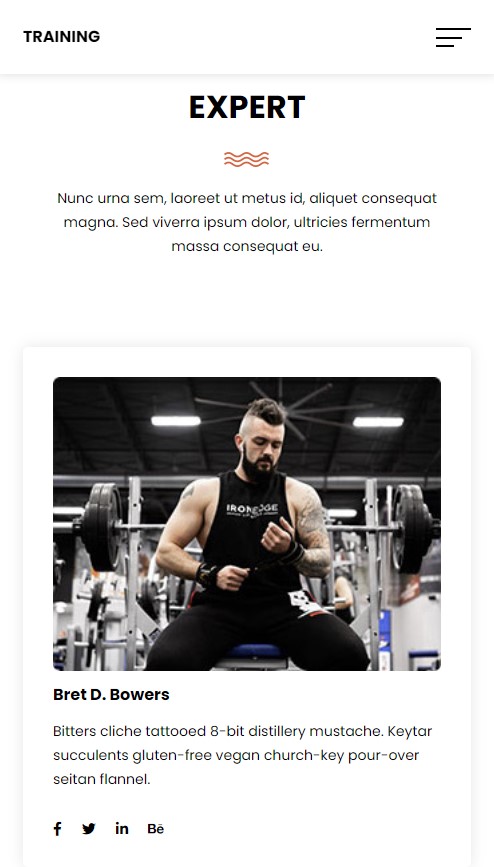 TRAINING
EXPERT
Nunc urna sem, laoreet ut metus id, aliquet consequat
magna. Sed viverra ipsum dolor, ultricies fermentum
massa consequat eu.
Bret D. Bowers
Bitters cliche tattooed 8-bit distillery mustache. Keytar
succulents gluten-free vegan church-key pour-over
seitan flannel.
Bē